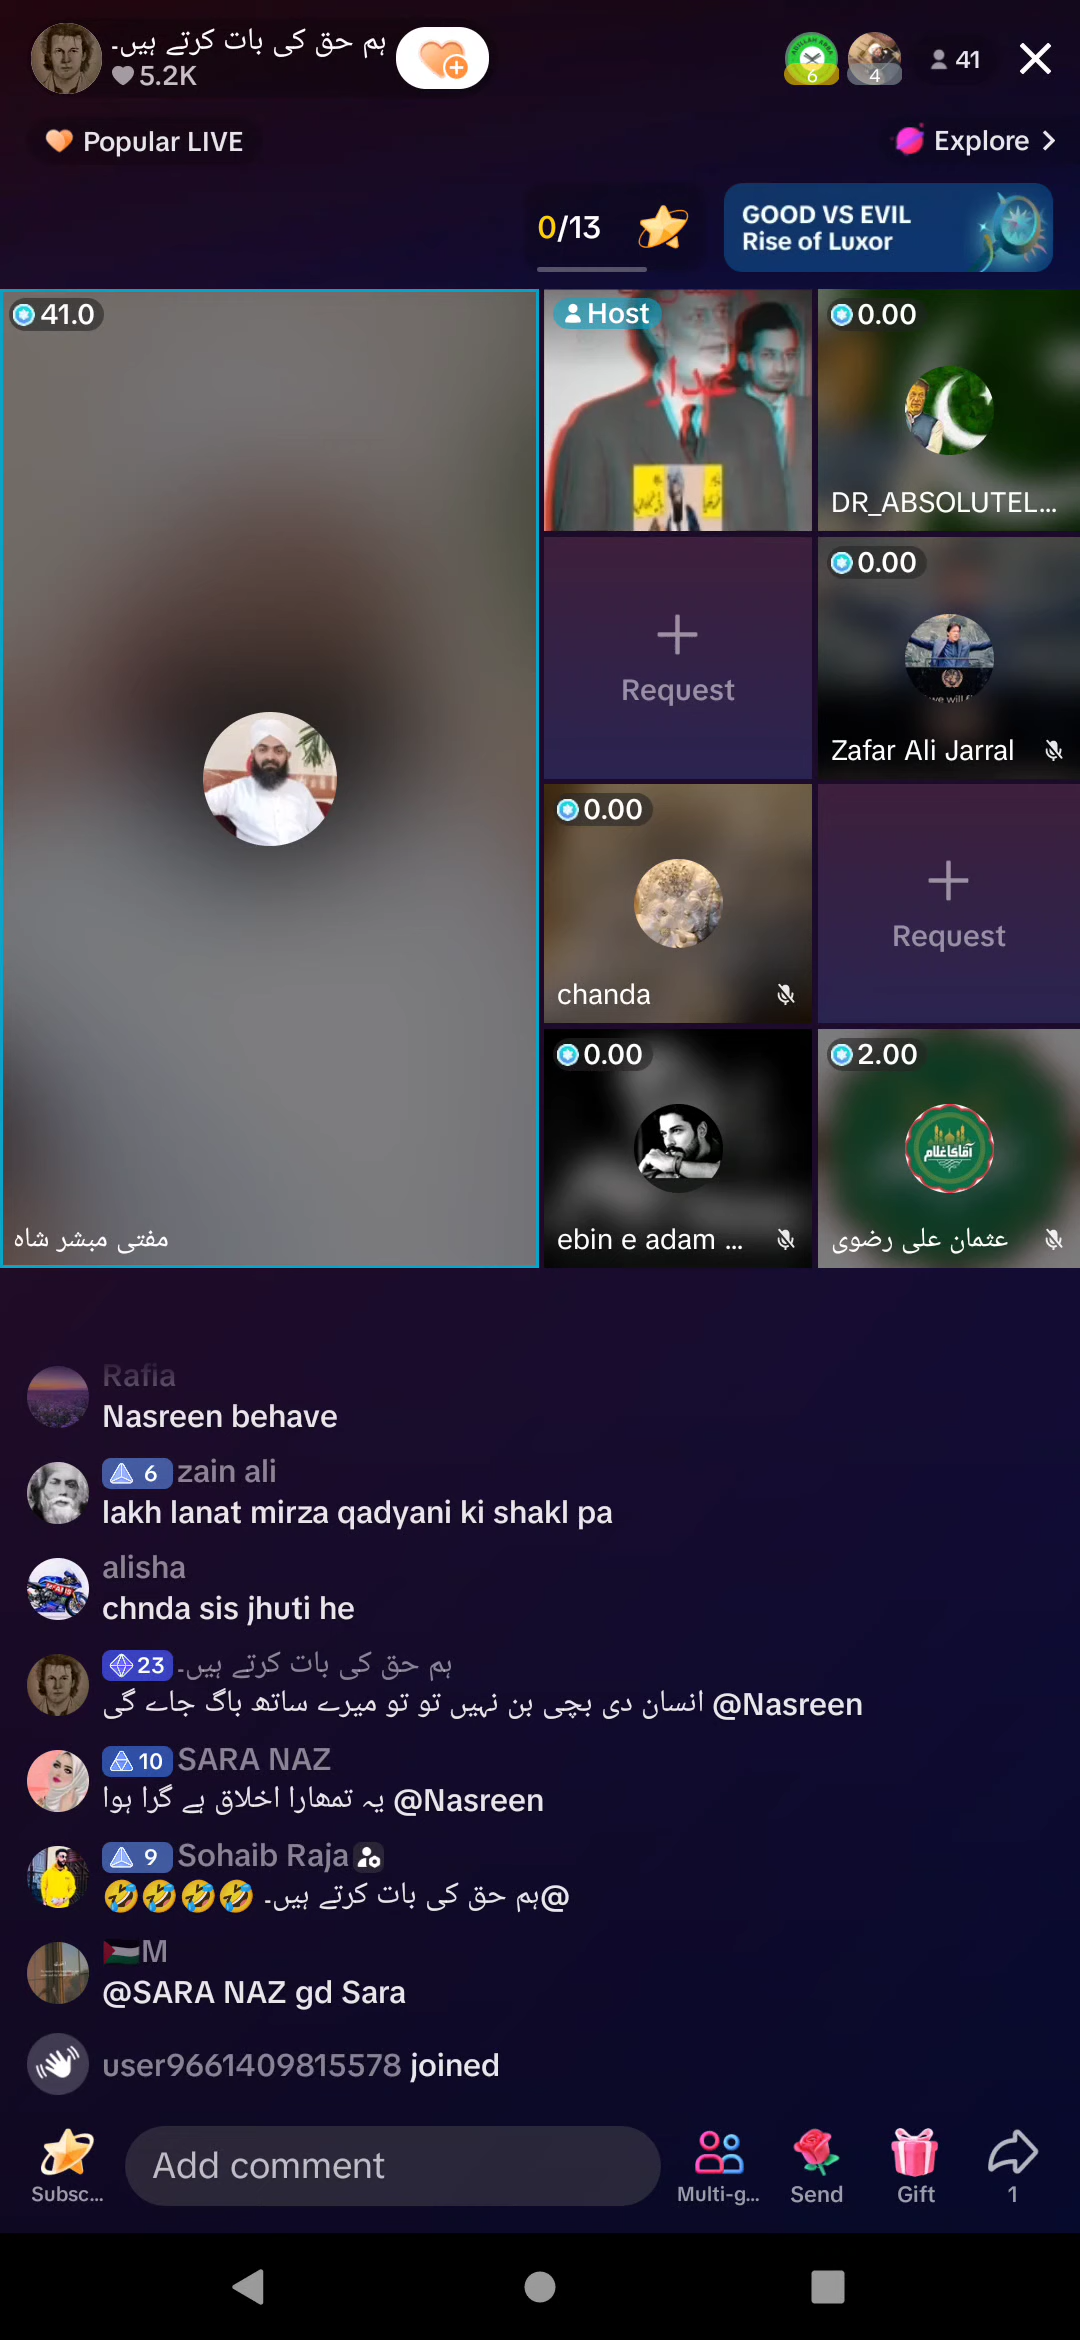 ہم حق کی بات کرتے ہیں۔
5.2K
6
4
41
Popular LIVE
Explore
0/13
GOOD VS EVIL
Rise of Luxor
41.0
مفتی مبشر شاہ
Host
غدار
0.00
DR_ABSOLUTEL...
Request
0.00
Zafar Ali Jarral
0.00
chanda
Request
0.00
ebin e adam ...
2.00
آقا کا غلام
عثمان علی رضوی
Rafia
Nasreen behave
6 zain ali
lakh lanat mirza qadyani ki shakl pa
alisha
chnda sis jhuti he
23 ہم حق کی بات کرتے ہیں۔
@Nasreen انسان دی بچی بن نہیں تو تو میرے ساتھ باگ جاے گی
10 SARA NAZ
@Nasreen یہ تمھارا اخلاق ہے گرا ہوا
9 Sohaib Raja
@ہم حق کی بات کرتے ہیں۔ 🤣🤣🤣🤣
🇵🇸M
@SARA NAZ gd Sara
user9661409815578 joined
Subsc...
Add comment
Multi-g...
Send
Gift
1